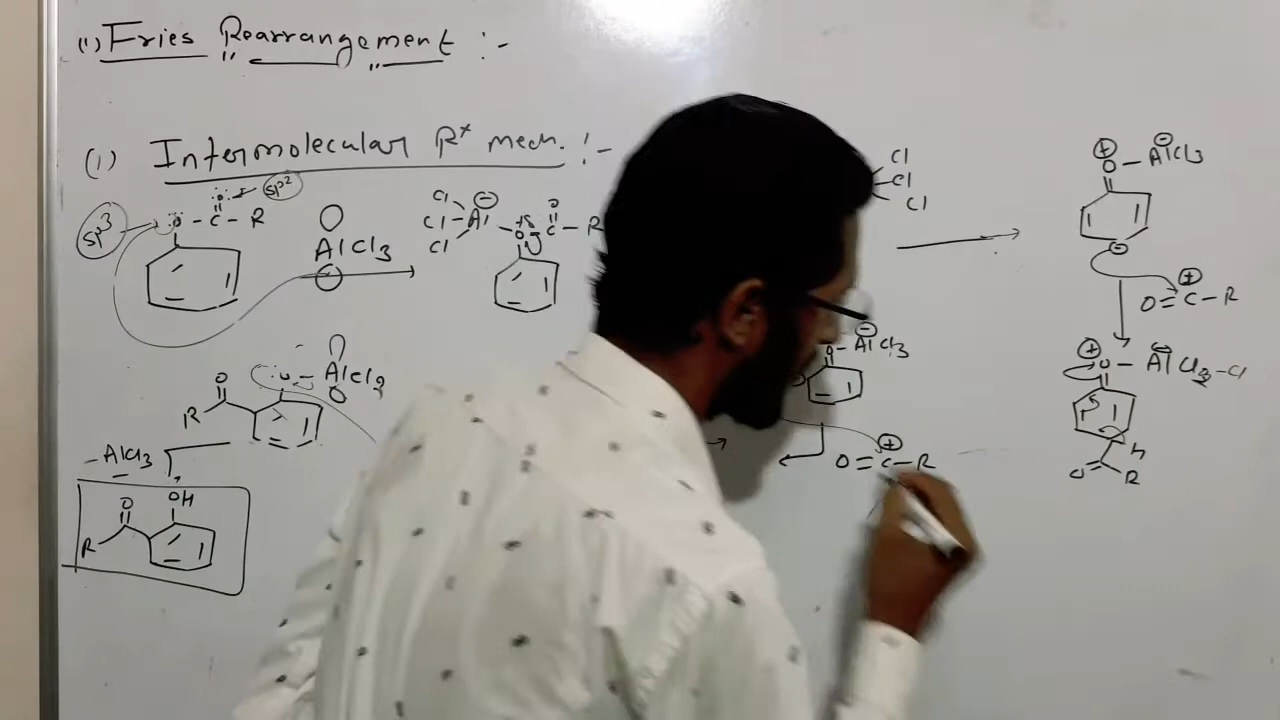 (1) Fries Rearrangement :-
(1) Intermolecular Rx mech. :-
sp3
O - C - R
O
sp2
AlCl3
Cl
Cl - Al
Cl
O - C - R
O
Cl
Cl
Cl
O - AlCl3
O = C - R
O - AlCl3
O = C - R
O - AlCl3
R
O
O - AlCl3 - Cl
H
O
R
- AlCl3
O
OH
R